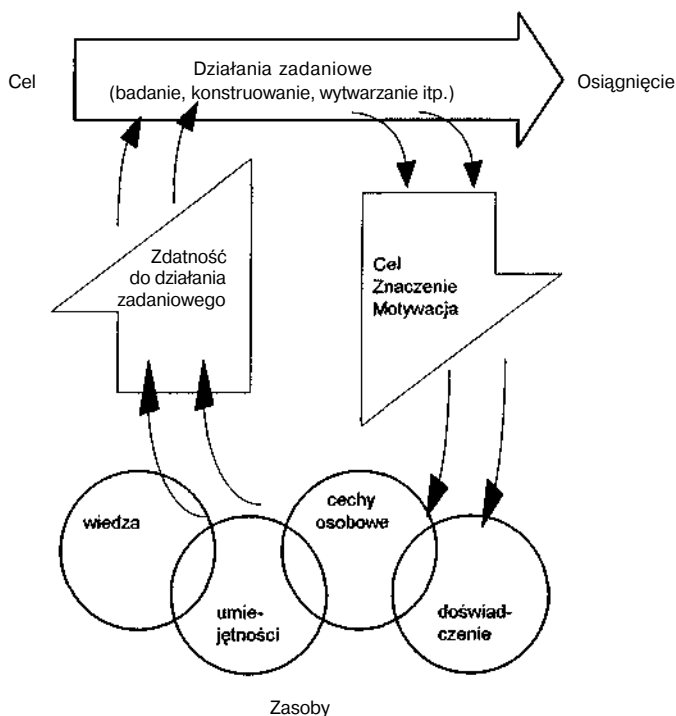 Działania zadaniowe
Cel
(badanie, konstruowanie, wytwarzanie itp.)
Osiągnięcie
Zdatność
do działania
zadaniowego
Cel
Znaczenie
Motywacja
wiedza
umie-
jętności
cechy
osobowe
doświad-
czenie
Zasoby